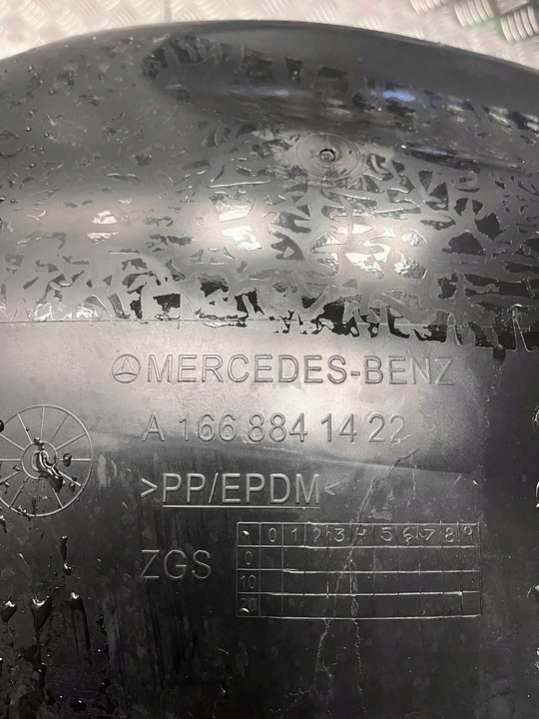 MERCEDES-BENZ
A 166 884 14 22
>PP/EPDM<
0 1 2 3 4 5 6 7 8 9
ZGS
0
10